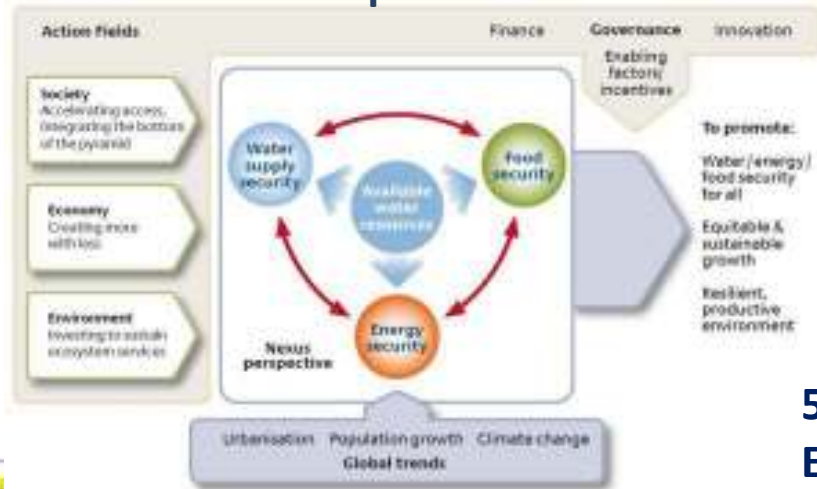 Action Fields
Finance Governance Innovation
Enabling
factors/
incentives
Society
Accelerating access,
integrating the bottom
of the pyramid
Economy
Creating more
with less
Environment
Investing to sustain
ecosystem services
Water
supply
security
Food
security
Available
water
resources
Energy
security
Nexus
perspective
To promote:
Water/energy/
food security
for all
Equitable &
sustainable
growth
Resilient,
productive
environment
Urbanisation Population growth Climate change
Global trends
5